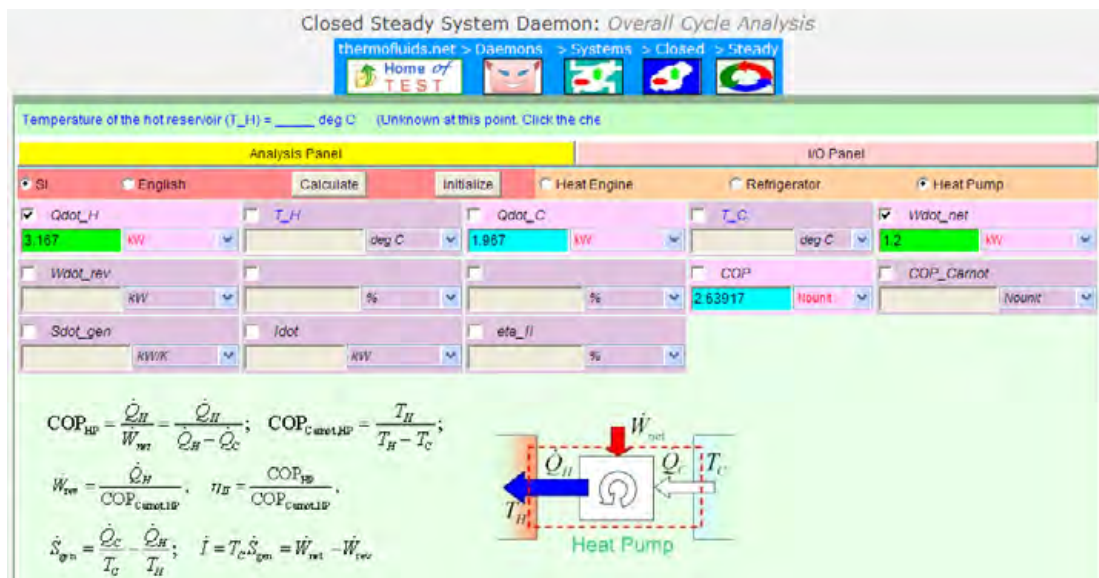 Closed Steady System Daemon: Overall Cycle Analysis
thermofluids.net > Daemons > Systems > Closed > Steady
Home of
TEST
Temperature of the hot reservoir (T_H) = _____ deg C (Unknown at this point. Click the che
Analysis Panel I/O Panel
SI English Calculate Initialize Heat Engine Refrigerator Heat Pump
Qdot_H T_H Qdot_C T_C Wdot_net
3.167 kW deg C 1.967 kW deg C 1.2 kW
Wdot_rev COP COP_Carnot
kW % % 2.63917 Nounit Nounit
Sdot_gen Idot eta_II
kW/K kW %
COP_HP = Q̇_H / Ẇ_net = Q̇_H / (Q̇_H − Q̇_C); COP_Carnot,HP = T_H / (T_H − T_C);
Ẇ_rev = Q̇_H / COP_Carnot,HP, η_II = COP_HP / COP_Carnot,HP,
Ṡ_gen = Q̇_C / T_C − Q̇_H / T_H; İ = T_C Ṡ_gen = Ẇ_net − Ẇ_rev
Ẇ_net
Q̇_H Q̇_C T_C
T_H
Heat Pump